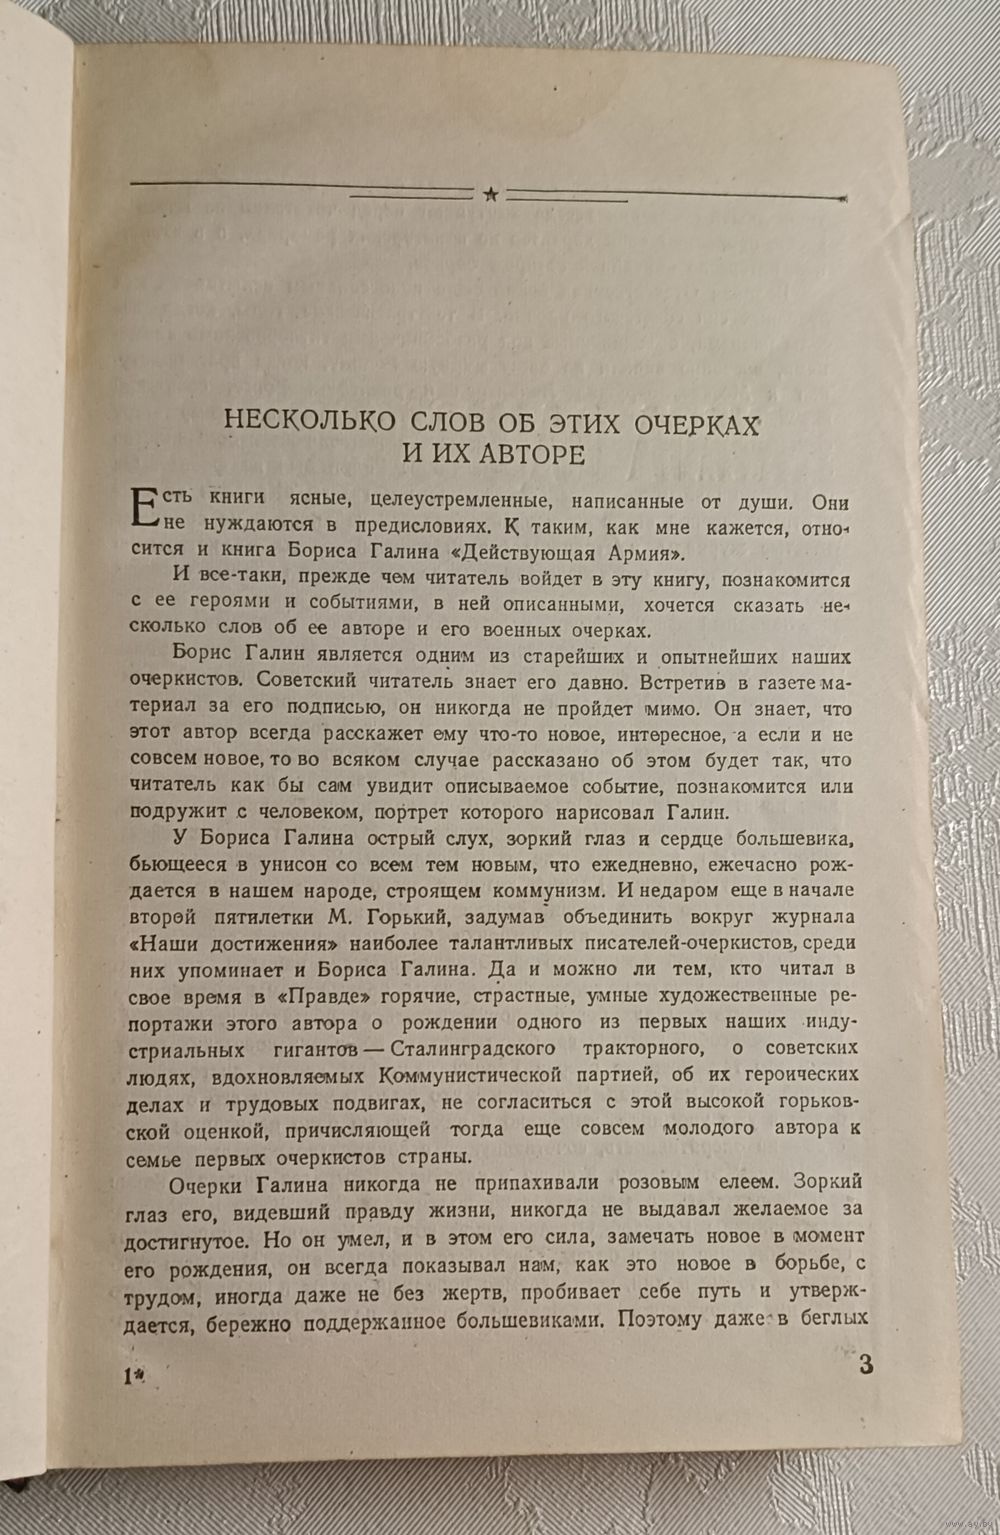 НЕСКОЛЬКО СЛОВ ОБ ЭТИХ ОЧЕРКАХ
И ИХ АВТОРЕ
Есть книги ясные, целеустремленные, написанные от души. Они
не нуждаются в предисловиях. К таким, как мне кажется, отно-
сится и книга Бориса Галина «Действующая Армия».
И все-таки, прежде чем читатель войдет в эту книгу, познакомится
с ее героями и событиями, в ней описанными, хочется сказать не-
сколько слов об ее авторе и его военных очерках.
Борис Галин является одним из старейших и опытнейших наших
очеркистов. Советский читатель знает его давно. Встретив в газете ма-
териал за его подписью, он никогда не пройдет мимо. Он знает, что
этот автор всегда расскажет ему что-то новое, интересное, а если и не
совсем новое, то во всяком случае рассказано об этом будет так, что
читатель как бы сам увидит описываемое событие, познакомится или
подружит с человеком, портрет которого нарисовал Галин.
У Бориса Галина острый слух, зоркий глаз и сердце большевика,
бьющееся в унисон со всем тем новым, что ежедневно, ежечасно рож-
дается в нашем народе, строящем коммунизм. И недаром еще в начале
второй пятилетки М. Горький, задумав объединить вокруг журнала
«Наши достижения» наиболее талантливых писателей-очеркистов, среди
них упоминает и Бориса Галина. Да и можно ли тем, кто читал в
свое время в «Правде» горячие, страстные, умные художественные ре-
портажи этого автора о рождении одного из первых наших инду-
стриальных гигантов — Сталинградского тракторного, о советских
людях, вдохновляемых Коммунистической партией, об их героических
делах и трудовых подвигах, не согласиться с этой высокой горьков-
ской оценкой, причисляющей тогда еще совсем молодого автора к
семье первых очеркистов страны.
Очерки Галина никогда не припахивали розовым елеем. Зоркий
глаз его, видевший правду жизни, никогда не выдавал желаемое за
достигнутое. Но он умел, и в этом его сила, замечать новое в момент
его рождения, он всегда показывал нам, как это новое в борьбе, с
трудом, иногда даже не без жертв, пробивает себе путь и утверж-
дается, бережно поддержанное большевиками. Поэтому даже в беглых
1*
3
www.ay.by